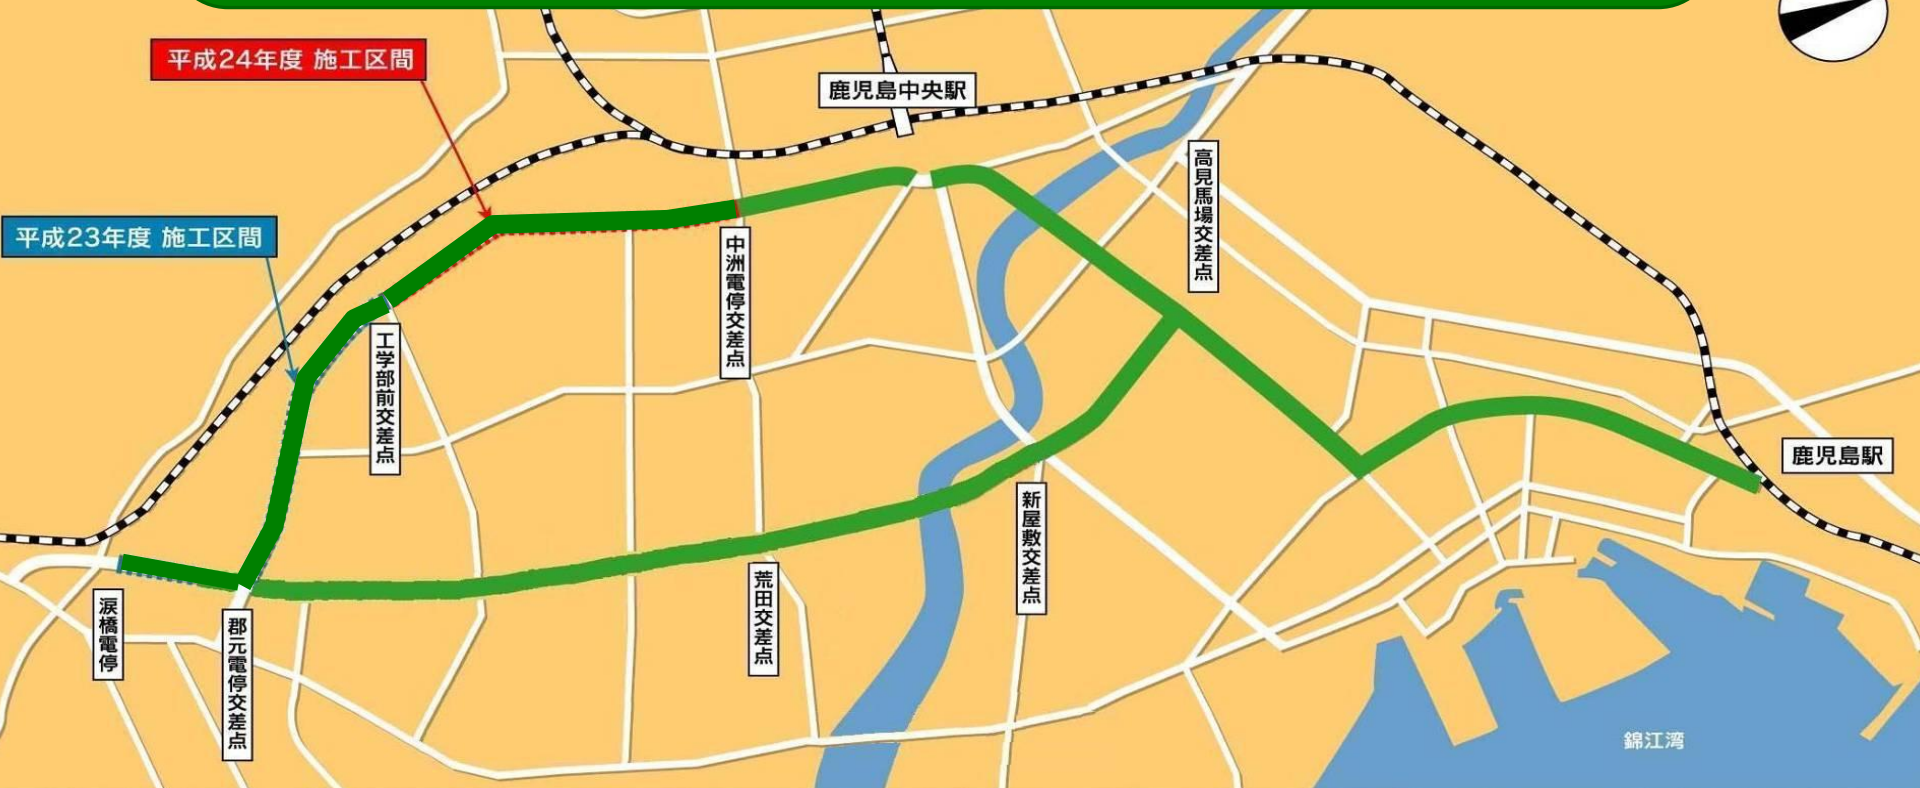 平成24年度 施工区間
鹿児島中央駅
高見馬場交差点
平成23年度 施工区間
中洲電停交差点
工学部前交差点
鹿児島駅
新屋敷交差点
荒田交差点
涙橋電停
郡元電停交差点
錦江湾